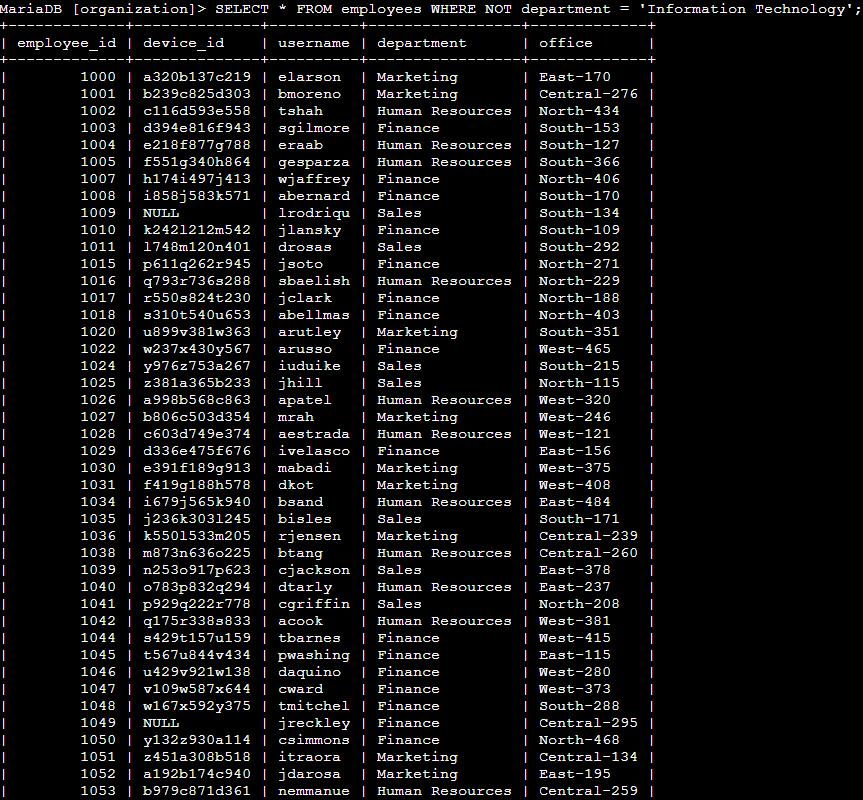 MariaDB [organization]> SELECT * FROM employees WHERE NOT department = 'Information Technology';
+-------------+--------------+----------+-----------------+-------------+
| employee_id | device_id    | username | department      | office      |
+-------------+--------------+----------+-----------------+-------------+
|        1000 | a320b137c219 | elarson  | Marketing       | East-170    |
|        1001 | b239c825d303 | bmoreno  | Marketing       | Central-276 |
|        1002 | c116d593e558 | tshah    | Human Resources | North-434   |
|        1003 | d394e816f943 | sgilmore | Finance         | South-153   |
|        1004 | e218f877g788 | eraab    | Human Resources | South-127   |
|        1005 | f551g340h864 | gesparza | Human Resources | South-366   |
|        1007 | h174i497j413 | wjaffrey | Finance         | North-406   |
|        1008 | i858j583k571 | abernard | Finance         | South-170   |
|        1009 | NULL         | lrodriqu | Sales           | South-134   |
|        1010 | k242l212m542 | jlansky  | Finance         | South-109   |
|        1011 | l748m120n401 | drosas   | Sales           | South-292   |
|        1015 | p611q262r945 | jsoto    | Finance         | North-271   |
|        1016 | q793r736s288 | sbaelish | Human Resources | North-229   |
|        1017 | r550s824t230 | jclark   | Finance         | North-188   |
|        1018 | s310t540u653 | abellmas | Finance         | North-403   |
|        1020 | u899v381w363 | arutley  | Marketing       | South-351   |
|        1022 | w237x430y567 | arusso   | Finance         | West-465    |
|        1024 | y976z753a267 | iuduike  | Sales           | South-215   |
|        1025 | z381a365b233 | jhill    | Sales           | North-115   |
|        1026 | a998b568c863 | apatel   | Human Resources | West-320    |
|        1027 | b806c503d354 | mrah     | Marketing       | West-246    |
|        1028 | c603d749e374 | aestrada | Human Resources | West-121    |
|        1029 | d336e475f676 | ivelasco | Finance         | East-156    |
|        1030 | e391f189g913 | mabadi   | Marketing       | West-375    |
|        1031 | f419g188h578 | dkot     | Marketing       | West-408    |
|        1034 | i679j565k940 | bsand    | Human Resources | East-484    |
|        1035 | j236k303l245 | bisles   | Sales           | South-171   |
|        1036 | k550l533m205 | rjensen  | Marketing       | Central-239 |
|        1038 | m873n636o225 | btang    | Human Resources | Central-260 |
|        1039 | n253o917p623 | cjackson | Sales           | East-378    |
|        1040 | o783p832q294 | dtarly   | Human Resources | East-237    |
|        1041 | p929q222r778 | cgriffin | Sales           | North-208   |
|        1042 | q175r338s833 | acook    | Human Resources | West-381    |
|        1044 | s429t157u159 | tbarnes  | Finance         | West-415    |
|        1045 | t567u844v434 | pwashing | Finance         | East-115    |
|        1046 | u429v921w138 | daquino  | Finance         | West-280    |
|        1047 | v109w587x644 | cward    | Finance         | West-373    |
|        1048 | w167x592y375 | tmitchel | Finance         | South-288   |
|        1049 | NULL         | jreckley | Finance         | Central-295 |
|        1050 | y132z930a114 | csimmons | Finance         | North-468   |
|        1051 | z451a308b518 | itraora  | Marketing       | Central-134 |
|        1052 | a192b174c940 | jdarosa  | Marketing       | East-195    |
|        1053 | b979c871d361 | nemmanue | Human Resources | Central-259 |